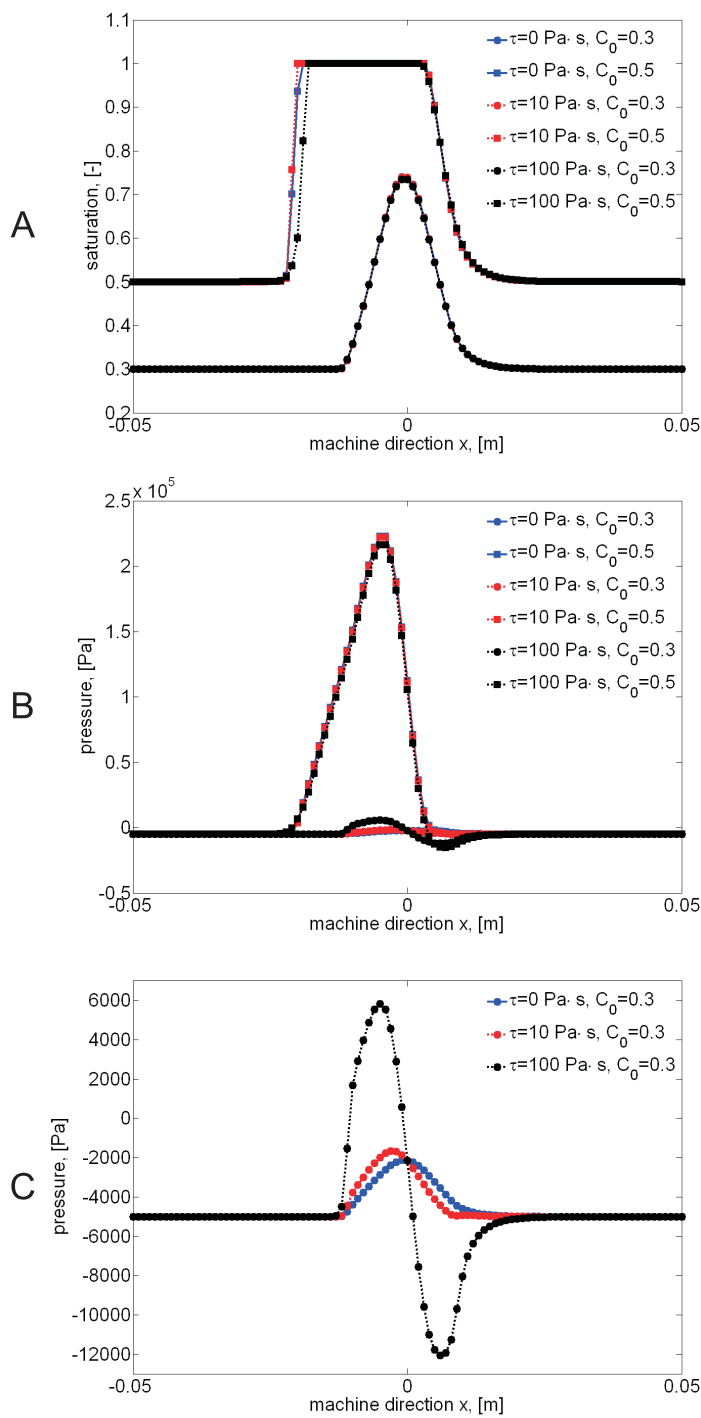 A
saturation, [-]
1.1
1
0.9
0.8
0.7
0.6
0.5
0.4
0.3
0.2
-0.05
0
0.05
machine direction x, [m]
τ=0 Pa· s, C0=0.3
τ=0 Pa· s, C0=0.5
τ=10 Pa· s, C0=0.3
τ=10 Pa· s, C0=0.5
τ=100 Pa· s, C0=0.3
τ=100 Pa· s, C0=0.5
B
pressure, [Pa]
x 10^5
2.5
2
1.5
1
0.5
0
-0.5
-0.05
0
0.05
machine direction x, [m]
τ=0 Pa· s, C0=0.3
τ=0 Pa· s, C0=0.5
τ=10 Pa· s, C0=0.3
τ=10 Pa· s, C0=0.5
τ=100 Pa· s, C0=0.3
τ=100 Pa· s, C0=0.5
C
pressure, [Pa]
6000
4000
2000
0
-2000
-4000
-6000
-8000
-10000
-12000
-0.05
0
0.05
machine direction x, [m]
τ=0 Pa· s, C0=0.3
τ=10 Pa· s, C0=0.3
τ=100 Pa· s, C0=0.3